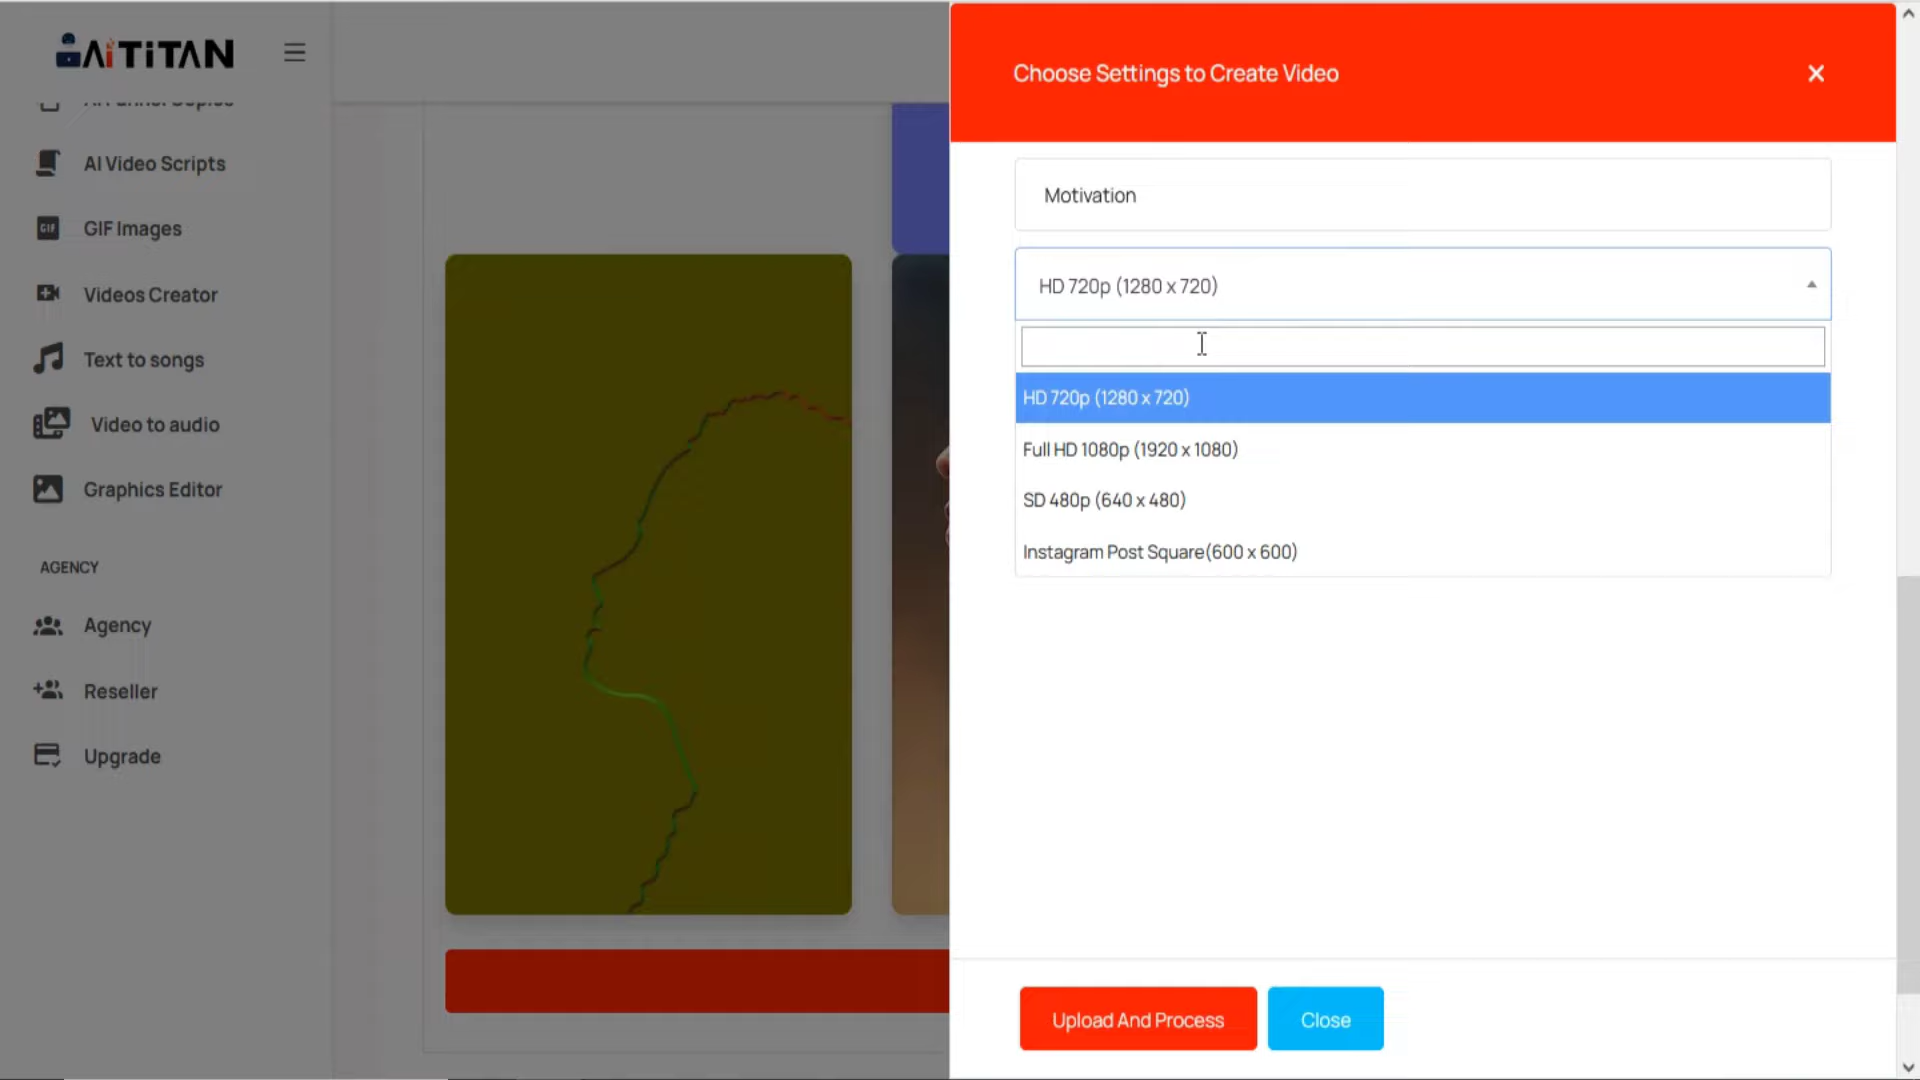 AiTiTAN
AI Video Scripts
GIF
GIF Images
Videos Creator
Text to songs
Video to audio
Graphics Editor
AGENCY
Agency
Reseller
Upgrade
Choose Settings to Create Video
Motivation
HD 720p (1280 x 720)
HD 720p (1280 x 720)
Full HD 1080p (1920 x 1080)
SD 480p (640 x 480)
Instagram Post Square(600 x 600)
Upload And Process
Close